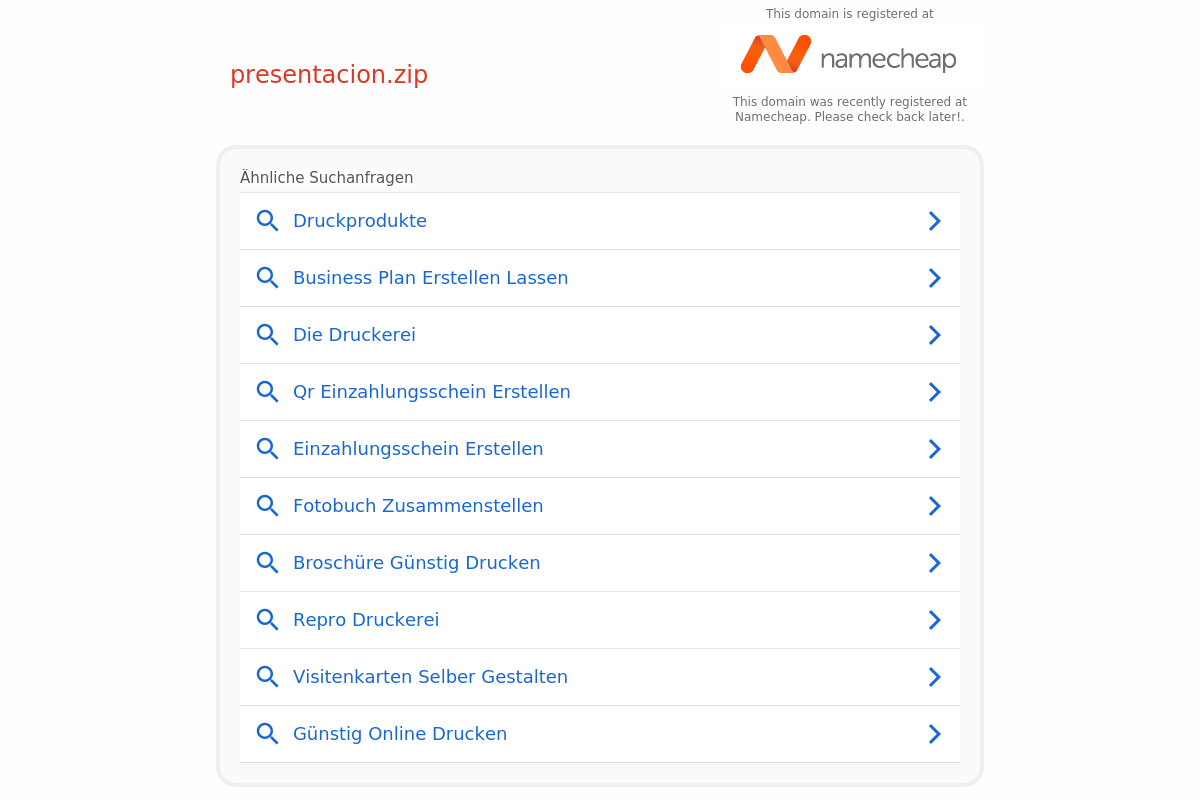 This domain is registered at
namecheap
presentacion.zip
This domain was recently registered at
Namecheap. Please check back later!.
Ähnliche Suchanfragen
Druckprodukte
Business Plan Erstellen Lassen
Die Druckerei
Qr Einzahlungsschein Erstellen
Einzahlungsschein Erstellen
Fotobuch Zusammenstellen
Broschüre Günstig Drucken
Repro Druckerei
Visitenkarten Selber Gestalten
Günstig Online Drucken